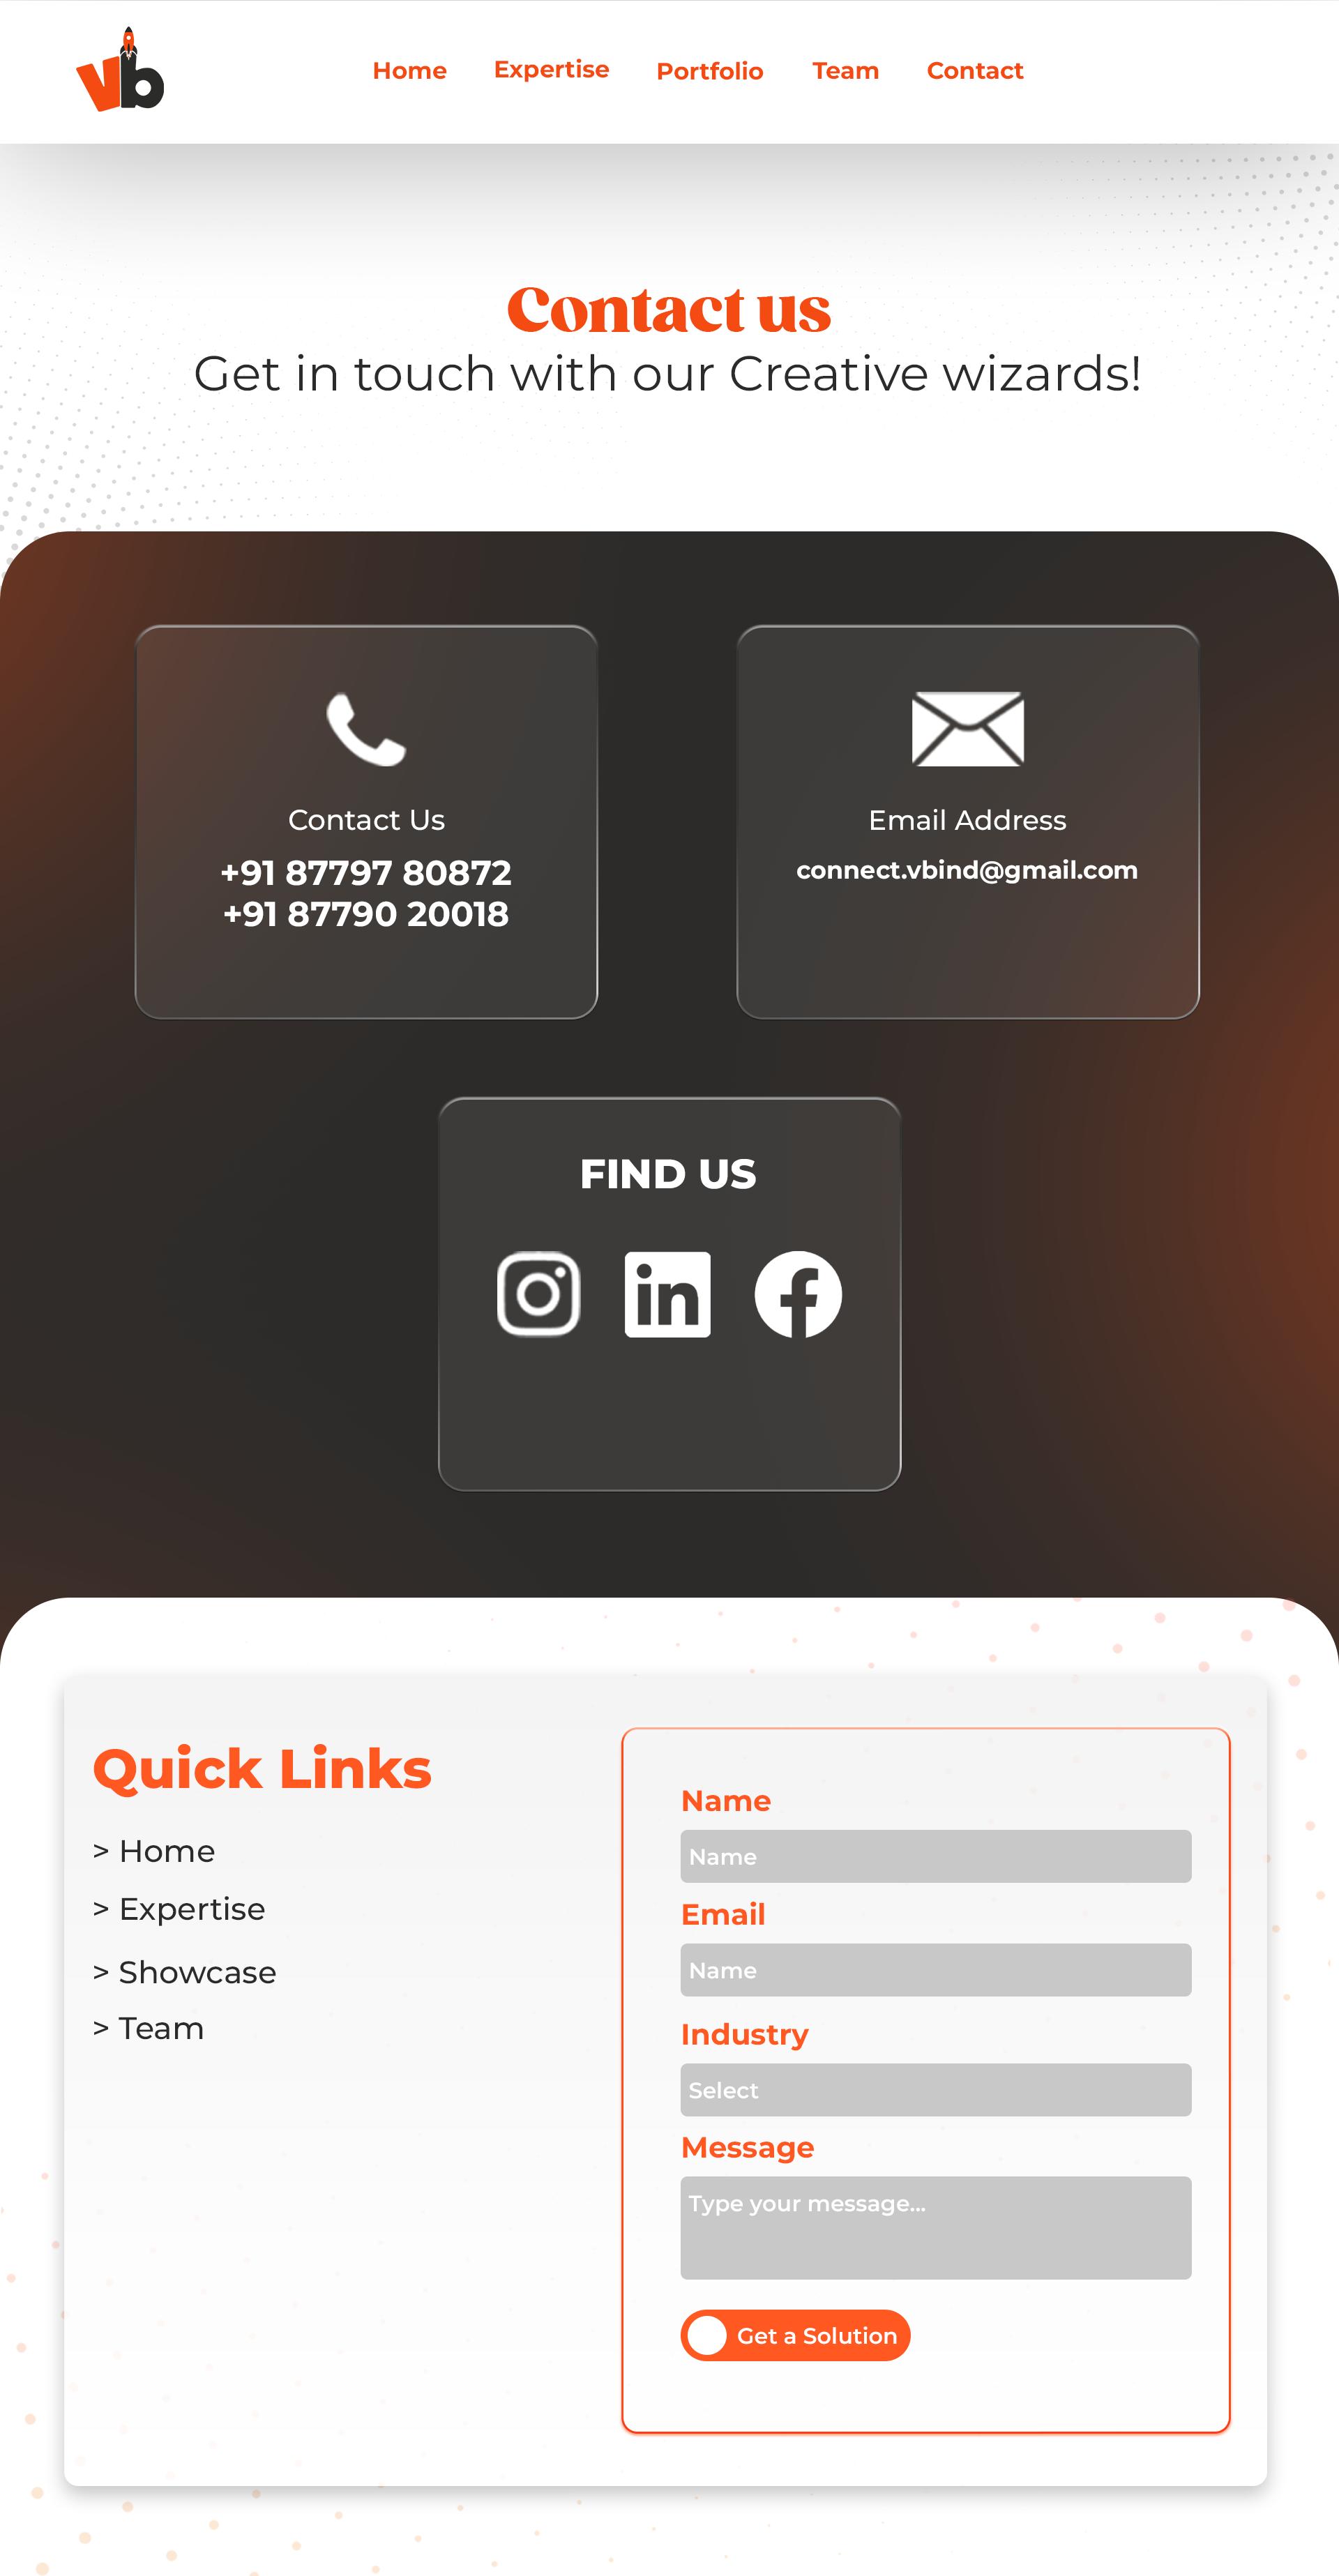 vb
Home Expertise Portfolio Team Contact
Contact us
Get in touch with our Creative wizards!
Contact Us
+91 87797 80872
+91 87790 20018
Email Address
connect.vbind@gmail.com
FIND US
in
Quick Links
> Home
> Expertise
> Showcase
> Team
Name
Name
Email
Name
Industry
Select
Message
Type your message...
Get a Solution